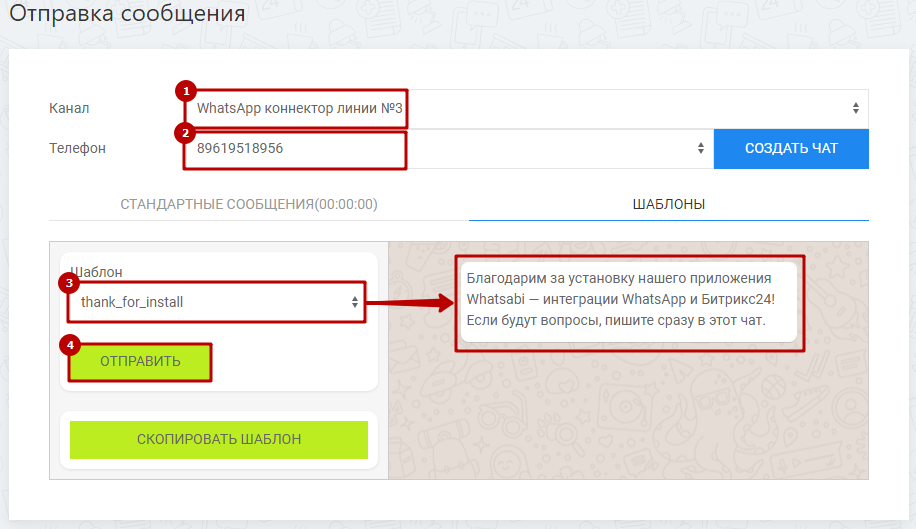 Отправка сообщения
1
Канал
WhatsApp коннектор линии №3
2
Телефон
89619518956
СОЗДАТЬ ЧАТ
СТАНДАРТНЫЕ СООБЩЕНИЯ(00:00:00)
ШАБЛОНЫ
Шаблон
3
thank_for_install
Благодарим за установку нашего приложения
Whatsabi — интеграции WhatsApp и Битрикс24!
Если будут вопросы, пишите сразу в этот чат.
4
ОТПРАВИТЬ
СКОПИРОВАТЬ ШАБЛОН